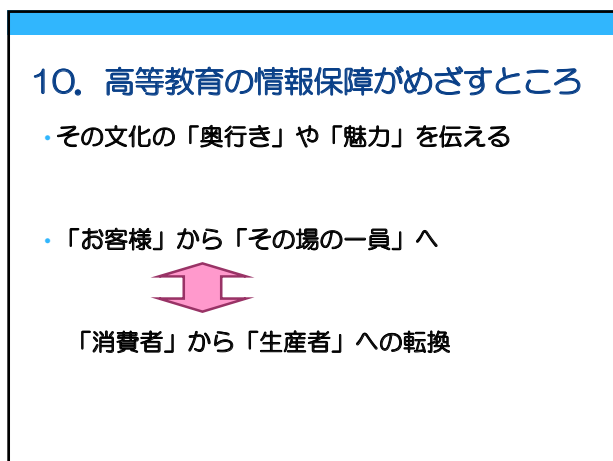 10．高等教育の情報保障がめざすところ
・その文化の「奥行き」や「魅力」を伝える
・「お客様」から「その場の一員」へ
「消費者」から「生産者」への転換